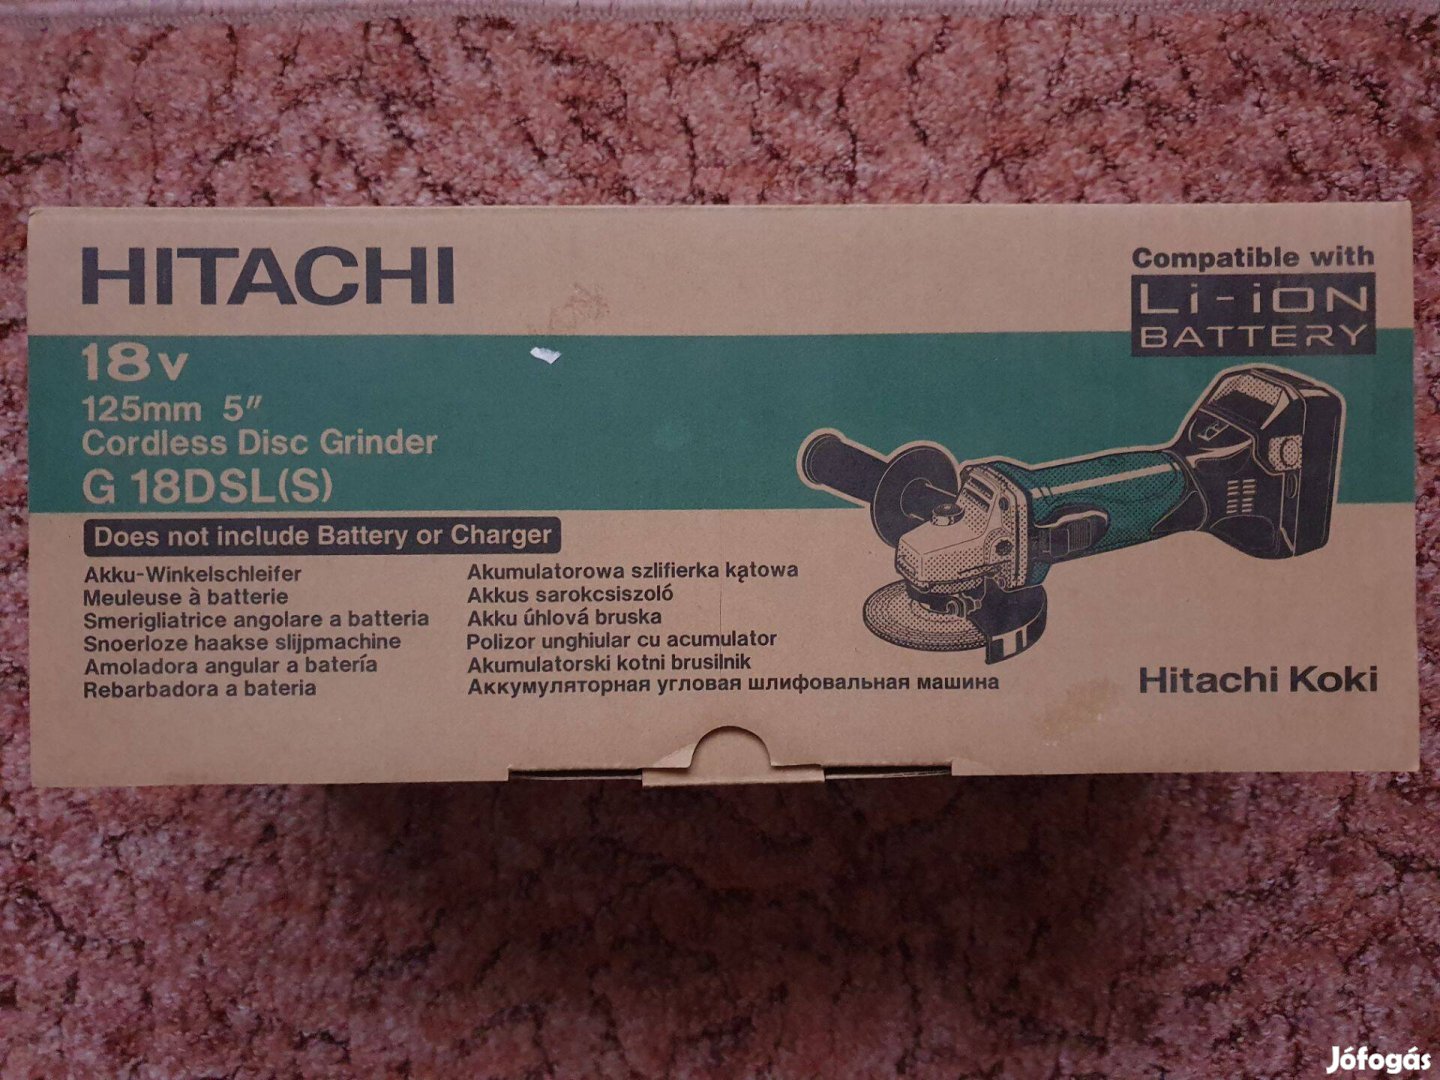 HITACHI
Compatible with
Li-iON
BATTERY
18V
125mm 5"
Cordless Disc Grinder
G 18DSL(S)
Does not include Battery or Charger
Akku-Winkelschleifer
Meuleuse à batterie
Smerigliatrice angolare a batteria
Snoerloze haakse slijpmachine
Amoladora angular a batería
Rebarbadora a bateria
Akumulatorowa szlifierka kątowa
Akkus sarokcsiszoló
Akku úhlová bruska
Polizor unghiular cu acumulator
Akumulatorski kotni brusilnik
Аккумуляторная угловая шлифовальная машина
Hitachi Koki
Jófogás